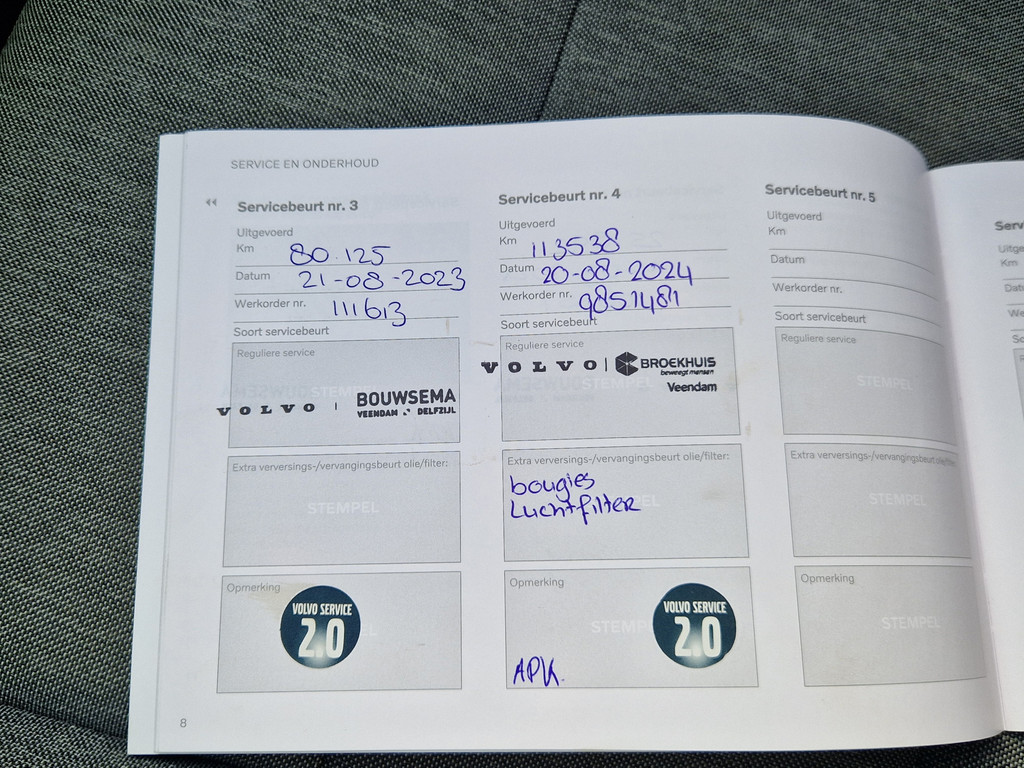 SERVICE EN ONDERHOUD
Servicebeurt nr. 3
Uitgevoerd
Km 80.125
Datum 21-08-2023
Werkorder nr. 111613
Soort servicebeurt
Reguliere service
STEMPEL
VOLVO | BOUWSEMA
VEENDAM DELFZIJL
Extra verversings-/vervangingsbeurt olie/filter:
STEMPEL
Opmerking
VOLVO SERVICE
2.0
Servicebeurt nr. 4
Uitgevoerd
Km 113538
Datum 20-08-2024
Werkorder nr. 9851481
Soort servicebeurt
Reguliere service
STEMPEL
VOLVO | BROEKHUIS
beweegt mensen
Veendam
Extra verversings-/vervangingsbeurt olie/filter:
bougies
Luchtfilter
Opmerking
VOLVO SERVICE
2.0
APK.
Servicebeurt nr. 5
Uitgevoerd
Km
Datum
Werkorder nr.
Soort servicebeurt
Reguliere service
STEMPEL
Extra verversings-/vervangingsbeurt
STEMPEL
Opmerking
STEMPEL
8